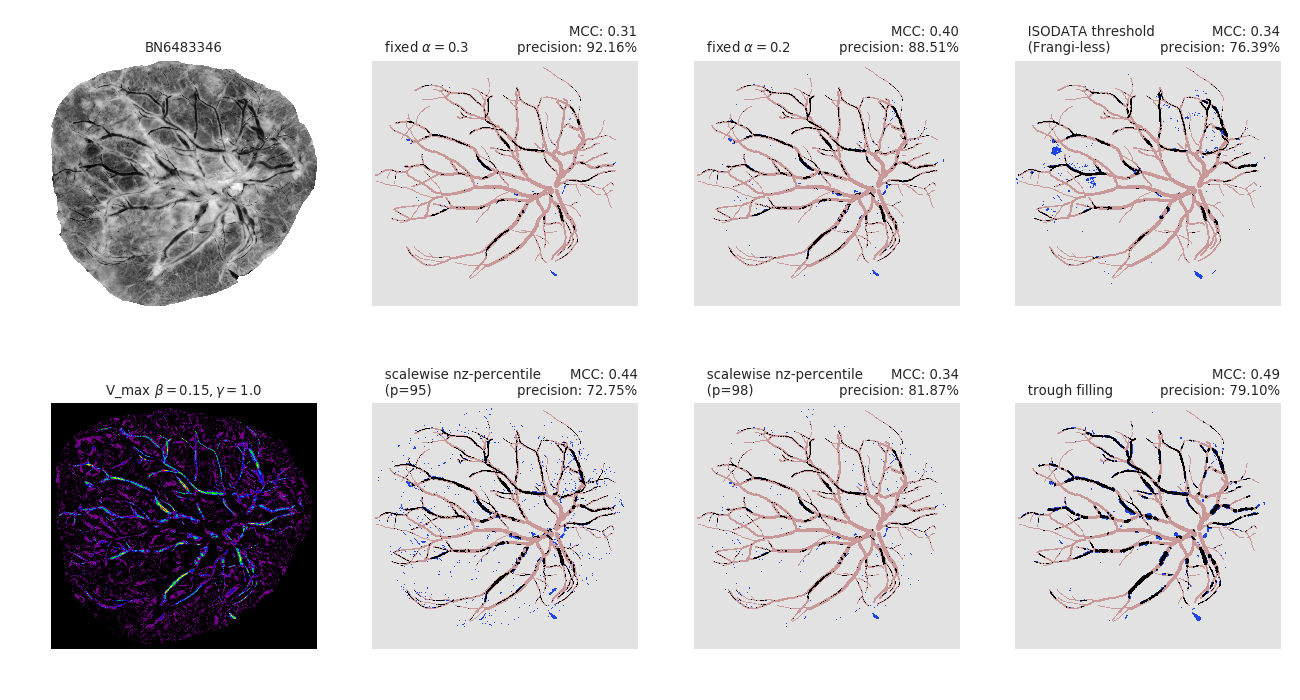 BN6483346
MCC: 0.31
fixed α = 0.3 precision: 92.16%
MCC: 0.40
fixed α = 0.2 precision: 88.51%
ISODATA threshold MCC: 0.34
(Frangi-less) precision: 76.39%
V_max β = 0.15, γ = 1.0
scalewise nz-percentile MCC: 0.44
(p=95) precision: 72.75%
scalewise nz-percentile MCC: 0.34
(p=98) precision: 81.87%
MCC: 0.49
trough filling precision: 79.10%